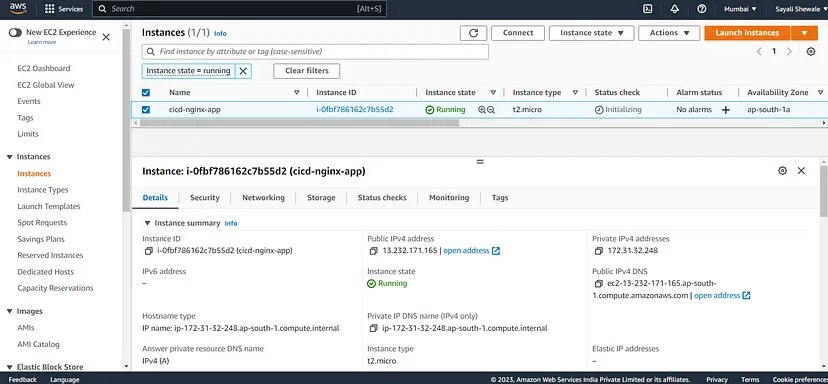 aws
Services
Search
[Alt+S]
Mumbai
Sayali Shewale
New EC2 Experience
Learn more
EC2 Dashboard
EC2 Global View
Events
Tags
Limits
Instances
Instances
Instance Types
Launch Templates
Spot Requests
Savings Plans
Reserved Instances
Dedicated Hosts
Capacity Reservations
Images
AMIs
AMI Catalog
Elastic Block Store
Instances (1/1) Info
Connect
Instance state
Actions
Launch instances
Find instance by attribute or tag (case-sensitive)
1
Instance state = running
Clear filters
Name Instance ID Instance state Instance type Status check Alarm status Availability Zone
cicd-nginx-app i-0fbf786162c7b55d2 Running t2.micro Initializing No alarms ap-south-1a
Instance: i-0fbf786162c7b55d2 (cicd-nginx-app)
Details Security Networking Storage Status checks Monitoring Tags
Instance summary Info
Instance ID
i-0fbf786162c7b55d2 (cicd-nginx-app)
Public IPv4 address
13.232.171.165 | open address
Private IPv4 addresses
172.31.32.248
IPv6 address
–
Instance state
Running
Public IPv4 DNS
ec2-13-232-171-165.ap-south-
1.compute.amazonaws.com | open address
Hostname type
IP name: ip-172-31-32-248.ap-south-1.compute.internal
Private IP DNS name (IPv4 only)
ip-172-31-32-248.ap-south-1.compute.internal
Answer private resource DNS name
IPv4 (A)
Instance type
t2.micro
Elastic IP addresses
–
Feedback
Language
© 2023, Amazon Web Services India Private Limited or its affiliates.
Privacy
Terms
Cookie preferences